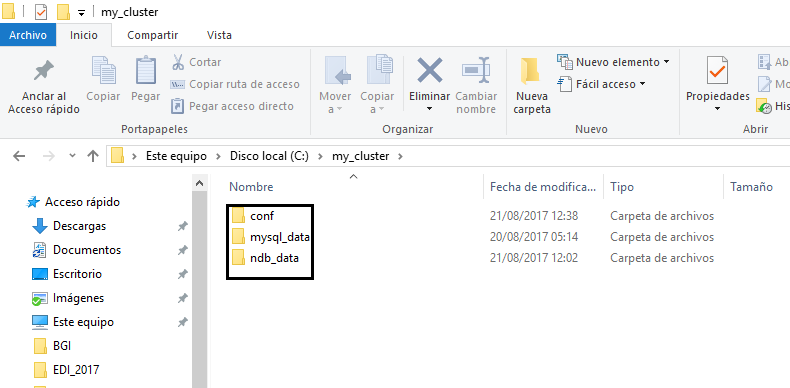 my_cluster
Archivo Inicio Compartir Vista
Anclar al Acceso rápido
Copiar
Pegar
Cortar
Copiar ruta de acceso
Pegar acceso directo
Portapapeles
Mover a
Copiar a
Eliminar
Cambiar nombre
Organizar
Nueva carpeta
Nuevo elemento
Fácil acceso
Nuevo
Propiedades
Ab
His
Abrir
Este equipo > Disco local (C:) > my_cluster >
Nombre Fecha de modifica... Tipo Tamaño
conf 21/08/2017 12:38 Carpeta de archivos
mysql_data 20/08/2017 05:14 Carpeta de archivos
ndb_data 21/08/2017 12:02 Carpeta de archivos
Acceso rápido
Descargas
Documentos
Escritorio
Imágenes
Este equipo
BGI
EDI_2017